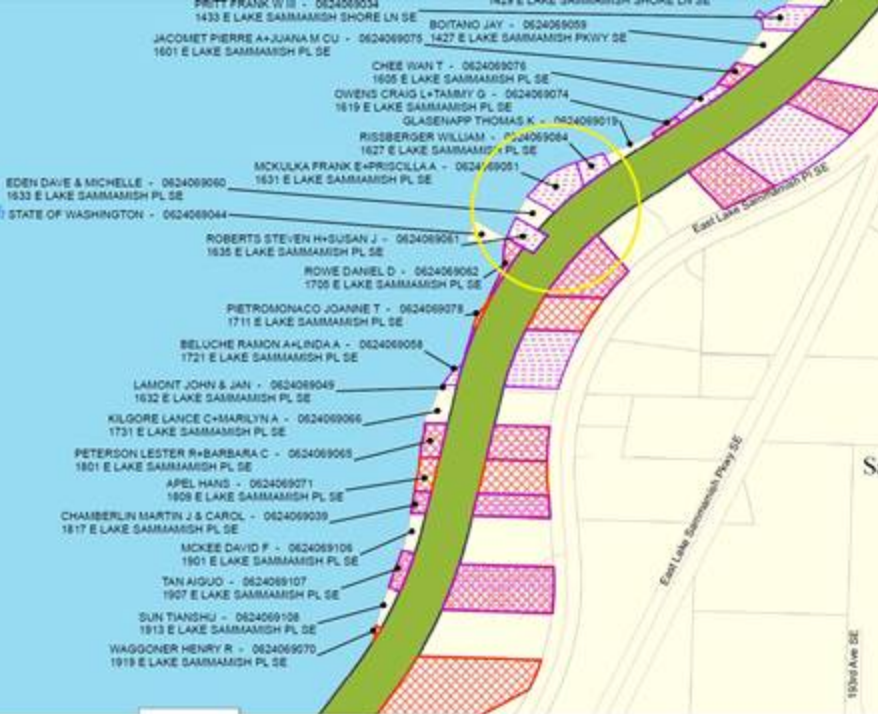 PRITT FRANK W III - 0624069034
1433 E LAKE SAMMAMISH SHORE LN SE
1429 E LAKE SAMMAMISH SHORE LN SE
BOITANO JAY - 0624069059
1427 E LAKE SAMMAMISH PKWY SE
JACOMET PIERRE A+JUANA M CU - 0624069075
1601 E LAKE SAMMAMISH PL SE
CHEE WAN T - 0624069076
1605 E LAKE SAMMAMISH PL SE
OWENS CRAIG L+TAMMY G - 0624069074
1619 E LAKE SAMMAMISH PL SE
GLASENAPP THOMAS K - 0624069019
RISSBERGER WILLIAM - 0624069084
1627 E LAKE SAMMAMISH PL SE
MCKULKA FRANK E+PRISCILLA A - 0624069051
1631 E LAKE SAMMAMISH PL SE
EDEN DAVE & MICHELLE - 0624069060
1633 E LAKE SAMMAMISH PL SE
STATE OF WASHINGTON - 0624069044
ROBERTS STEVEN H+SUSAN J - 0624069061
1635 E LAKE SAMMAMISH PL SE
ROWE DANIEL D - 0624069062
1705 E LAKE SAMMAMISH PL SE
PIETROMONACO JOANNE T - 0624069078
1711 E LAKE SAMMAMISH PL SE
BELUCHE RAMON A+LINDA A - 0624069058
1721 E LAKE SAMMAMISH PL SE
LAMONT JOHN & JAN - 0624069049
1632 E LAKE SAMMAMISH PL SE
KILGORE LANCE C+MARILYN A - 0624069066
1731 E LAKE SAMMAMISH PL SE
PETERSON LESTER R+BARBARA C - 0624069065
1801 E LAKE SAMMAMISH PL SE
APEL HANS - 0624069071
1809 E LAKE SAMMAMISH PL SE
CHAMBERLIN MARTIN J & CAROL - 0624069039
1817 E LAKE SAMMAMISH PL SE
MCKEE DAVID F - 0624069106
1901 E LAKE SAMMAMISH PL SE
TAN AIGUO - 0624069107
1907 E LAKE SAMMAMISH PL SE
SUN TIANSHU - 0624069108
1913 E LAKE SAMMAMISH PL SE
WAGGONER HENRY R - 0624069070
1919 E LAKE SAMMAMISH PL SE
East Lake Sammamish Pl SE
East Lake Sammamish Pkwy SE
193rd Ave SE